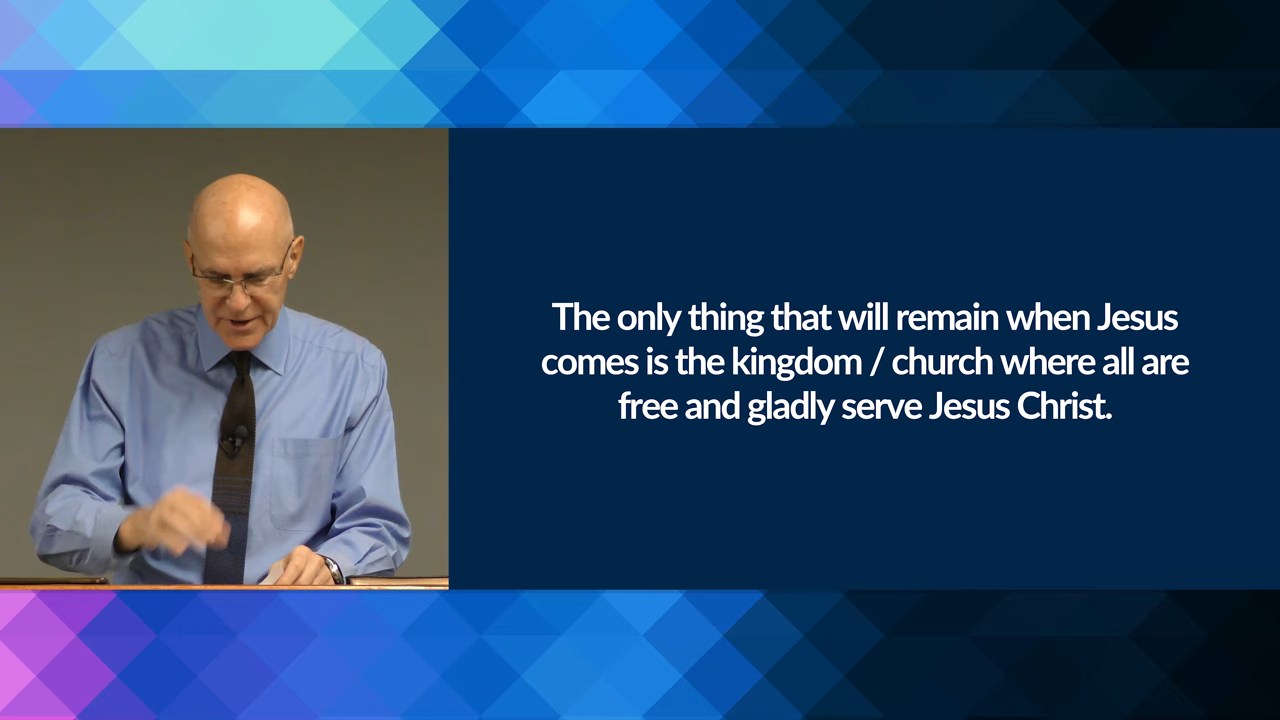 The only thing that will remain when Jesus
comes is the kingdom / church where all are
free and gladly serve Jesus Christ.